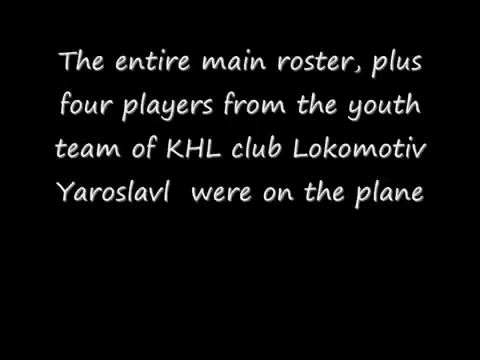 The entire main roster, plus
four players from the youth
team of KHL club Lokomotiv
Yaroslavl were on the plane